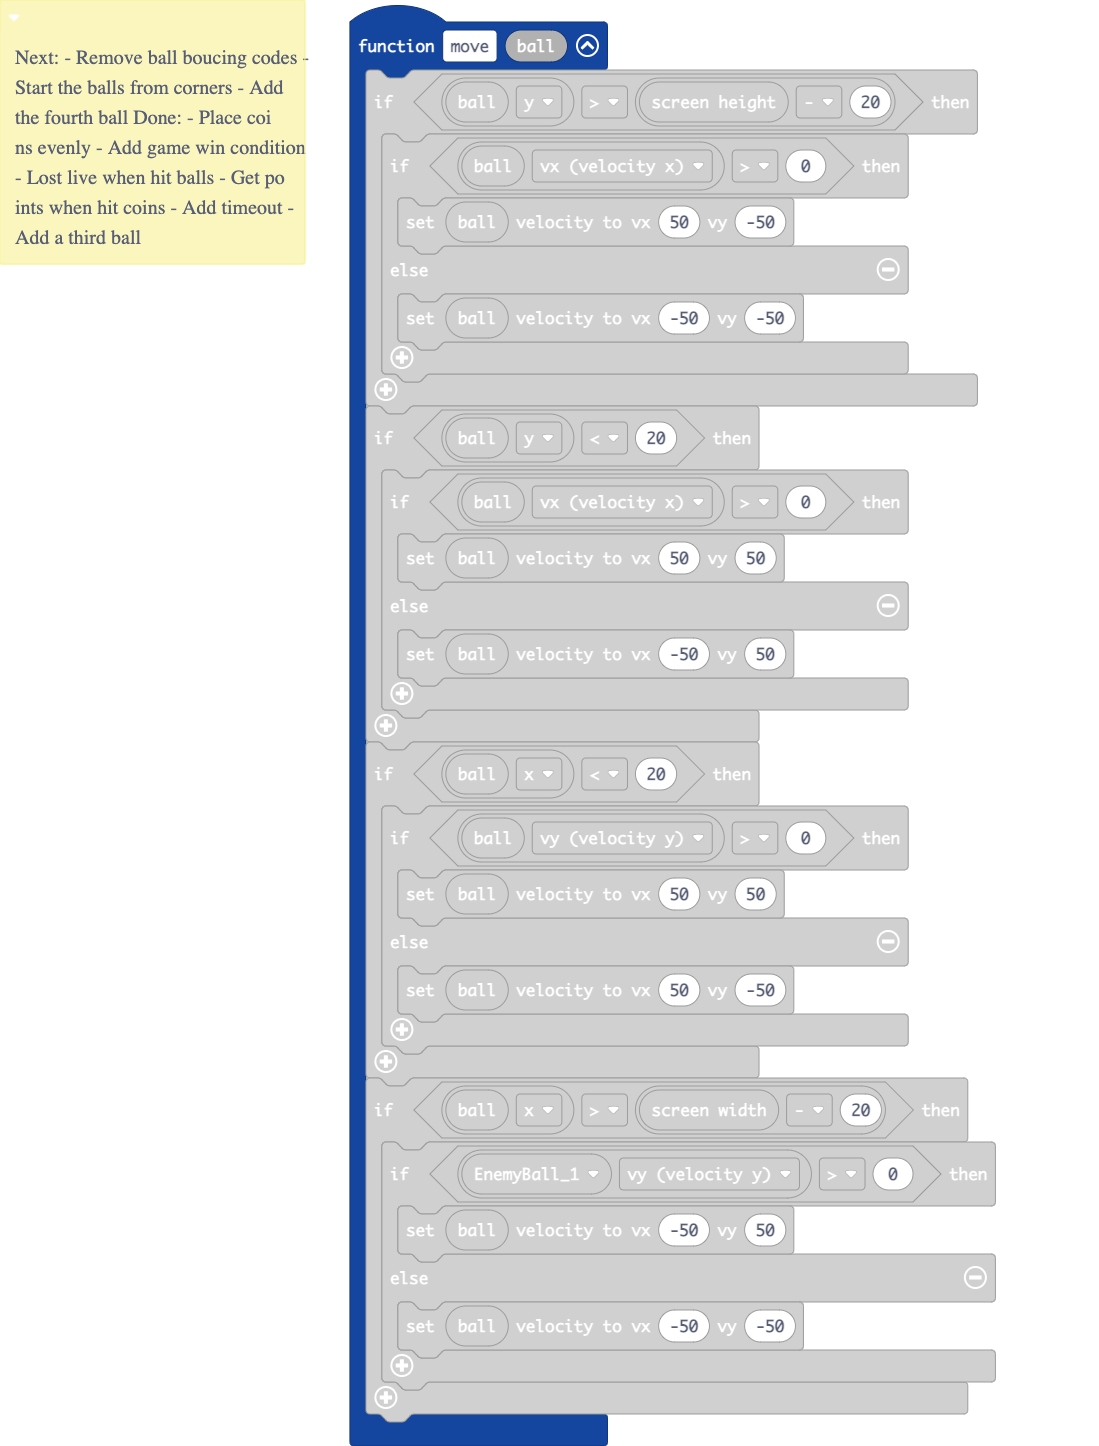 Next: - Remove ball boucing codes -
Start the balls from corners - Add
the fourth ball Done: - Place coi
ns evenly - Add game win condition
- Lost live when hit balls - Get po
ints when hit coins - Add timeout -
Add a third ball
function move ball
if ball y > screen height - 20 then
if ball vx (velocity x) > 0 then
set ball velocity to vx 50 vy -50
else
set ball velocity to vx -50 vy -50
if ball y < 20 then
if ball vx (velocity x) > 0 then
set ball velocity to vx 50 vy 50
else
set ball velocity to vx -50 vy 50
if ball x < 20 then
if ball vy (velocity y) > 0 then
set ball velocity to vx 50 vy 50
else
set ball velocity to vx 50 vy -50
if ball x > screen width - 20 then
if EnemyBall_1 vy (velocity y) > 0 then
set ball velocity to vx -50 vy 50
else
set ball velocity to vx -50 vy -50